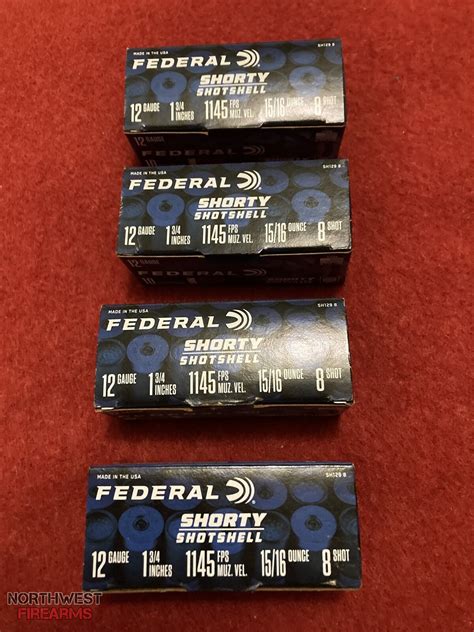 MADE IN THE USA SH129 8
FEDERAL
SHORTY
SHOTSHELL
12 GAUGE 1 3/4 INCHES 1145 FPS MUZ. VEL. 15/16 OUNCE 8 SHOT
FEDERAL
MADE IN THE USA SH129 8
FEDERAL
SHORTY
SHOTSHELL
12 GAUGE 1 3/4 INCHES 1145 FPS MUZ. VEL. 15/16 OUNCE 8 SHOT
MADE IN THE USA SH129 8
FEDERAL
SHORTY
SHOTSHELL
12 GAUGE 1 3/4 INCHES 1145 FPS MUZ. VEL. 15/16 OUNCE 8 SHOT
MADE IN THE USA SH129 8
FEDERAL
SHORTY
SHOTSHELL
12 GAUGE 1 3/4 INCHES 1145 FPS MUZ. VEL. 15/16 OUNCE 8 SHOT
NORTHWEST
FIREARMS